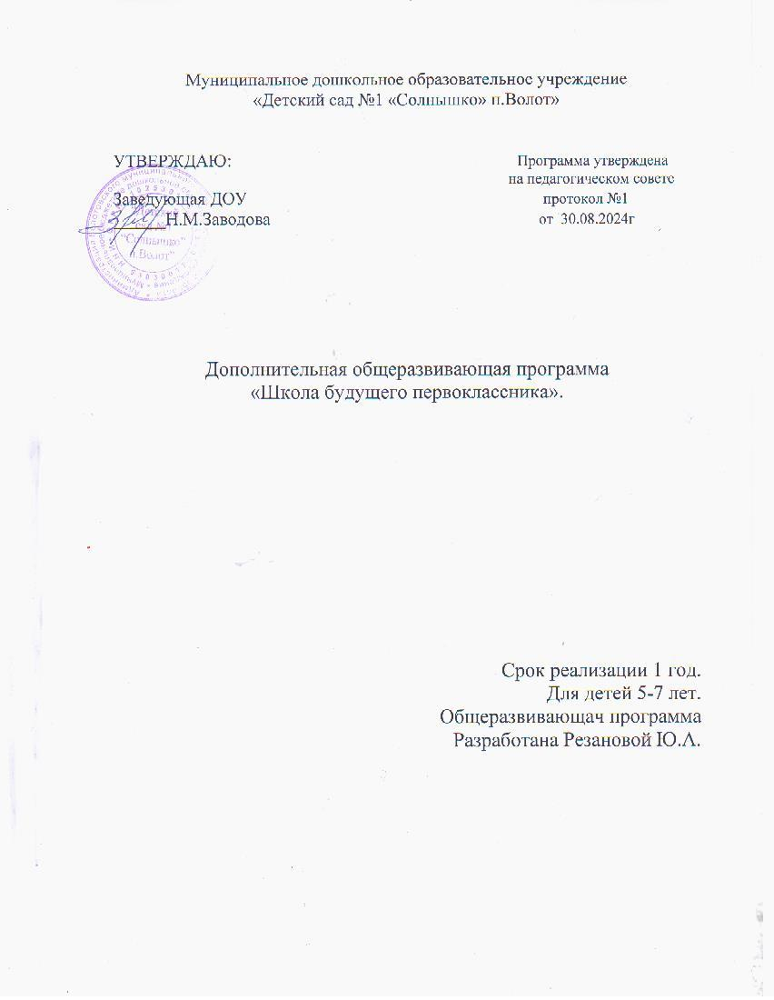 Муниципальное дошкольное образовательное учреждение
«Детский сад №1 «Солнышко» п.Волот»
УТВЕРЖДАЮ:
Заведующая ДОУ
Н.М.Заводова
Программа утверждена
на педагогическом совете
протокол №1
от 30.08.2024г
"Солнышко"
п.Волот"
Дополнительная общеразвивающая программа
«Школа будущего первоклассника».
Срок реализации 1 год.
Для детей 5-7 лет.
Общеразвивающач программа
Разработана Резановой Ю.А.